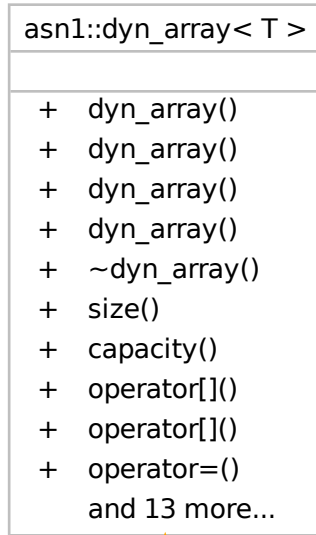 asn1::dyn_array< T >
+ dyn_array()
+ dyn_array()
+ dyn_array()
+ dyn_array()
+ ~dyn_array()
+ size()
+ capacity()
+ operator[]()
+ operator[]()
+ operator=()
and 13 more...